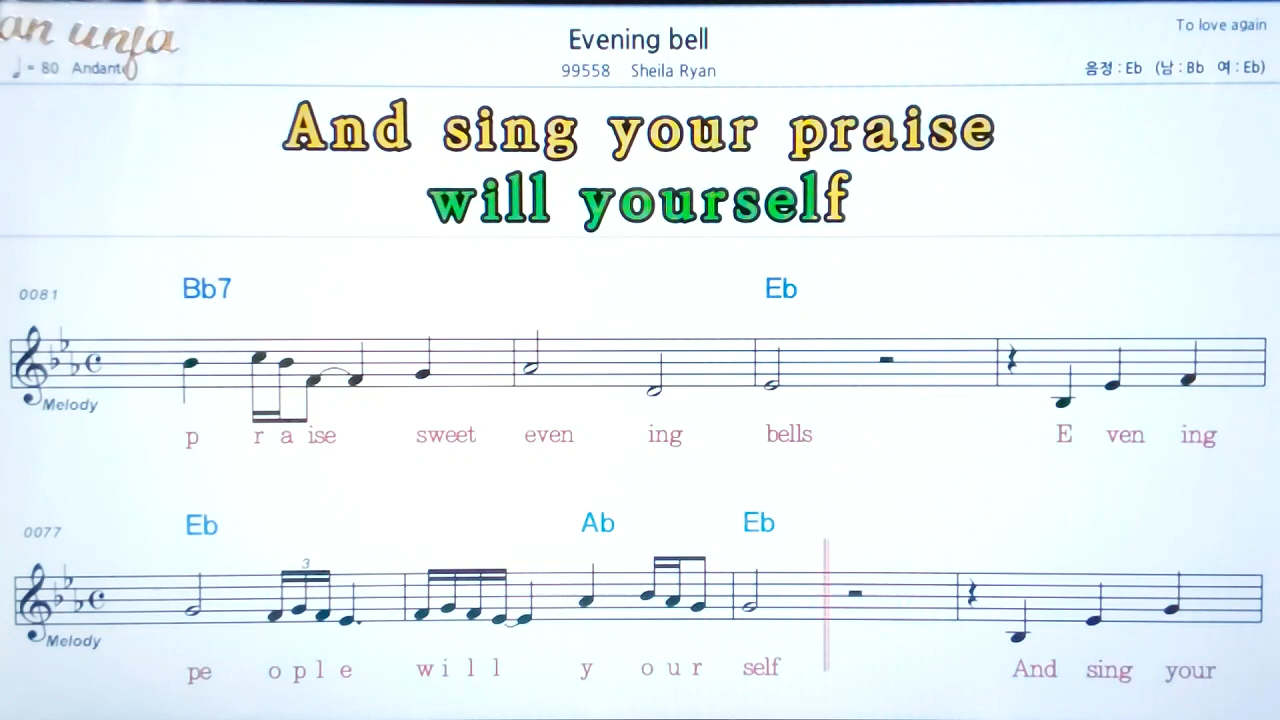 an unja
Evening bell
To love again
♩ = 80 Andante
99558 Sheila Ryan
음정 : Eb (남 : Bb 여 : Eb)
And sing your praise
will yourself
0081
Bb7 Eb
Melody
p r a ise sweet even ing bells E ven ing
0077
Eb Ab Eb
3
Melody
pe o p l e w i l l y o u r self And sing your